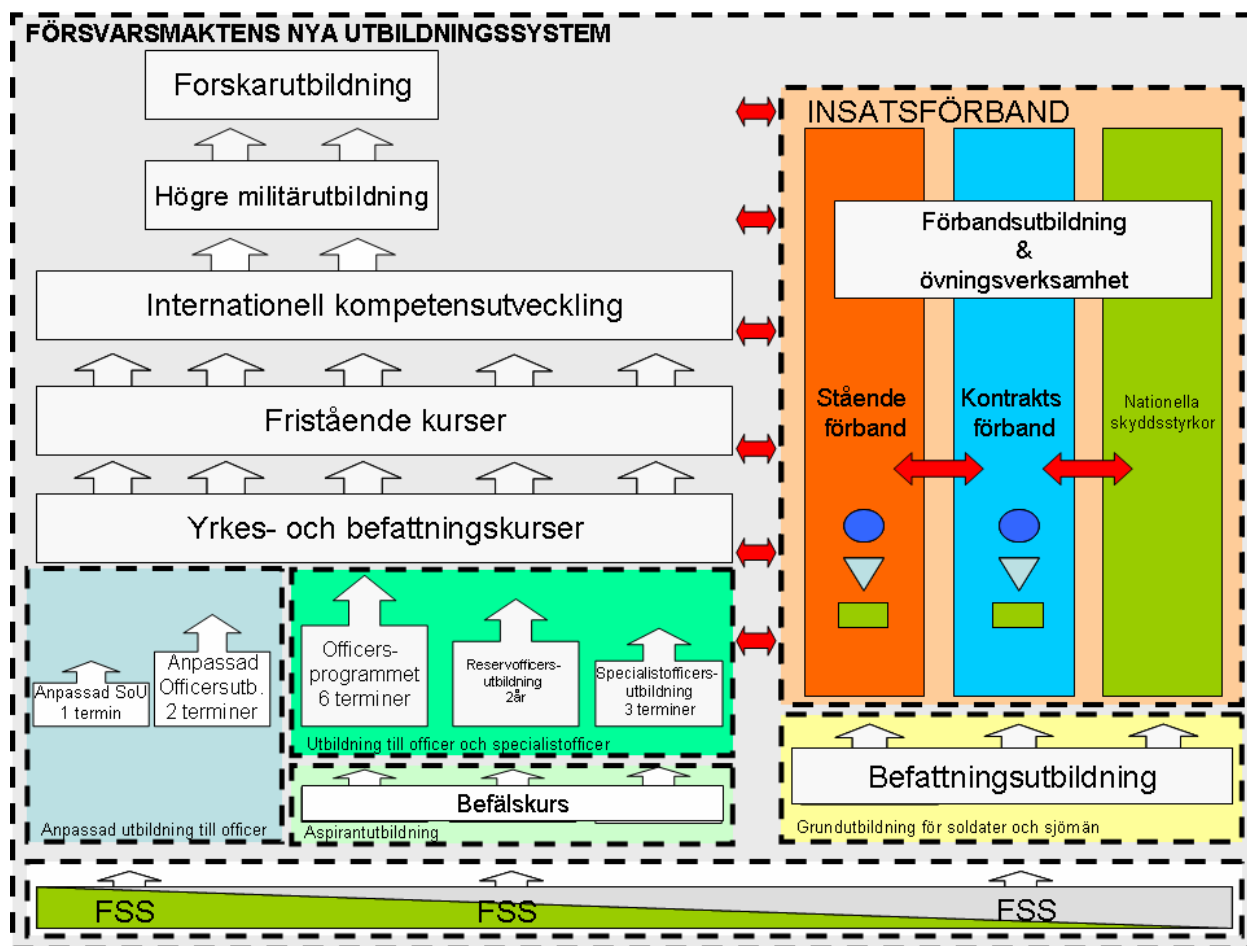 FÖRSVARSMAKTENS NYA UTBILDNINGSSYSTEM
Forskarutbildning
Högre militärutbildning
Internationell kompetensutveckling
Fristående kurser
Yrkes- och befattningskurser
Anpassad SoU
1 termin
Anpassad
Officersutb.
2 terminer
Anpassad utbildning till officer
Officers-
programmet
6 terminer
Reservofficers-
utbildning
2år
Specialistofficers-
utbildning
3 terminer
Utbildning till officer och specialistofficer
Befälskurs
Aspirantutbildning
INSATSFÖRBAND
Förbandsutbildning
&
övningsverksamhet
Stående
förband
Kontrakts
förband
Nationella
skyddsstyrkor
Befattningsutbildning
Grundutbildning för soldater och sjömän
FSS
FSS
FSS